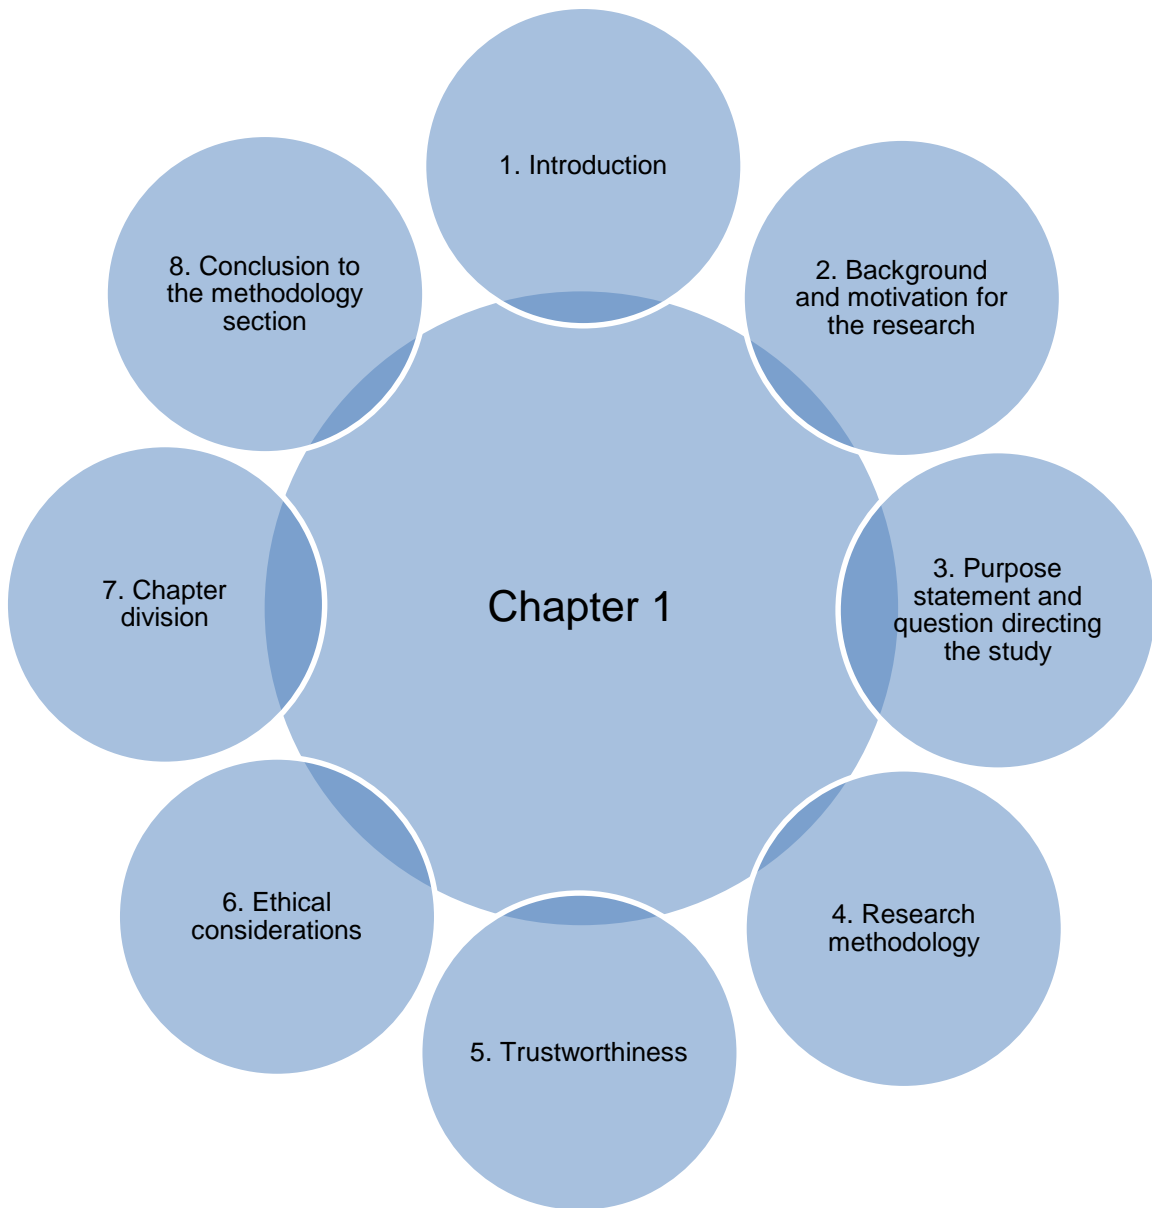 1. Introduction
2. Background
and motivation for
the research
3. Purpose
statement and
question directing
the study
4. Research
methodology
5. Trustworthiness
6. Ethical
considerations
7. Chapter
division
8. Conclusion to
the methodology
section
Chapter 1